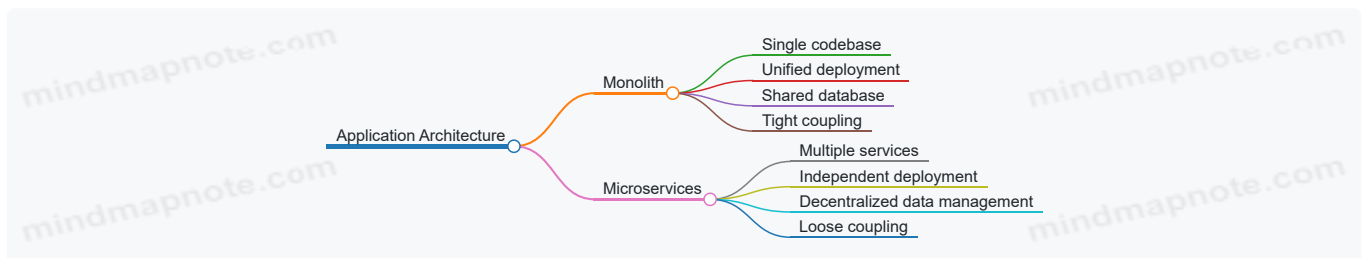 mindmapnote.com
mindmapnote.com
Single codebase
Monolith
Unified deployment
Shared database
Tight coupling
Application Architecture
Multiple services
Microservices
Independent deployment
Decentralized data management
Loose coupling
mindmapnote.com
mindmapnote.com